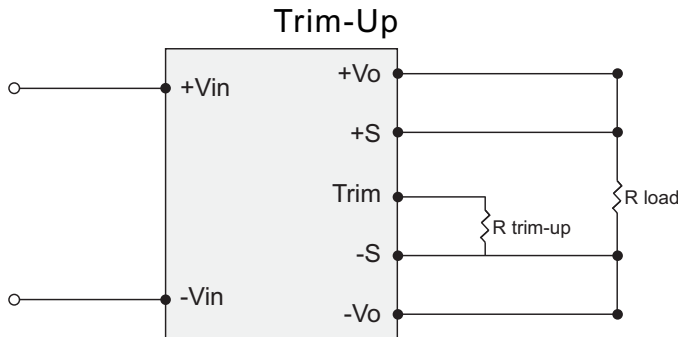 Trim-Up
+Vin
-Vin
+Vo
+S
Trim
-S
-Vo
R trim-up
R load